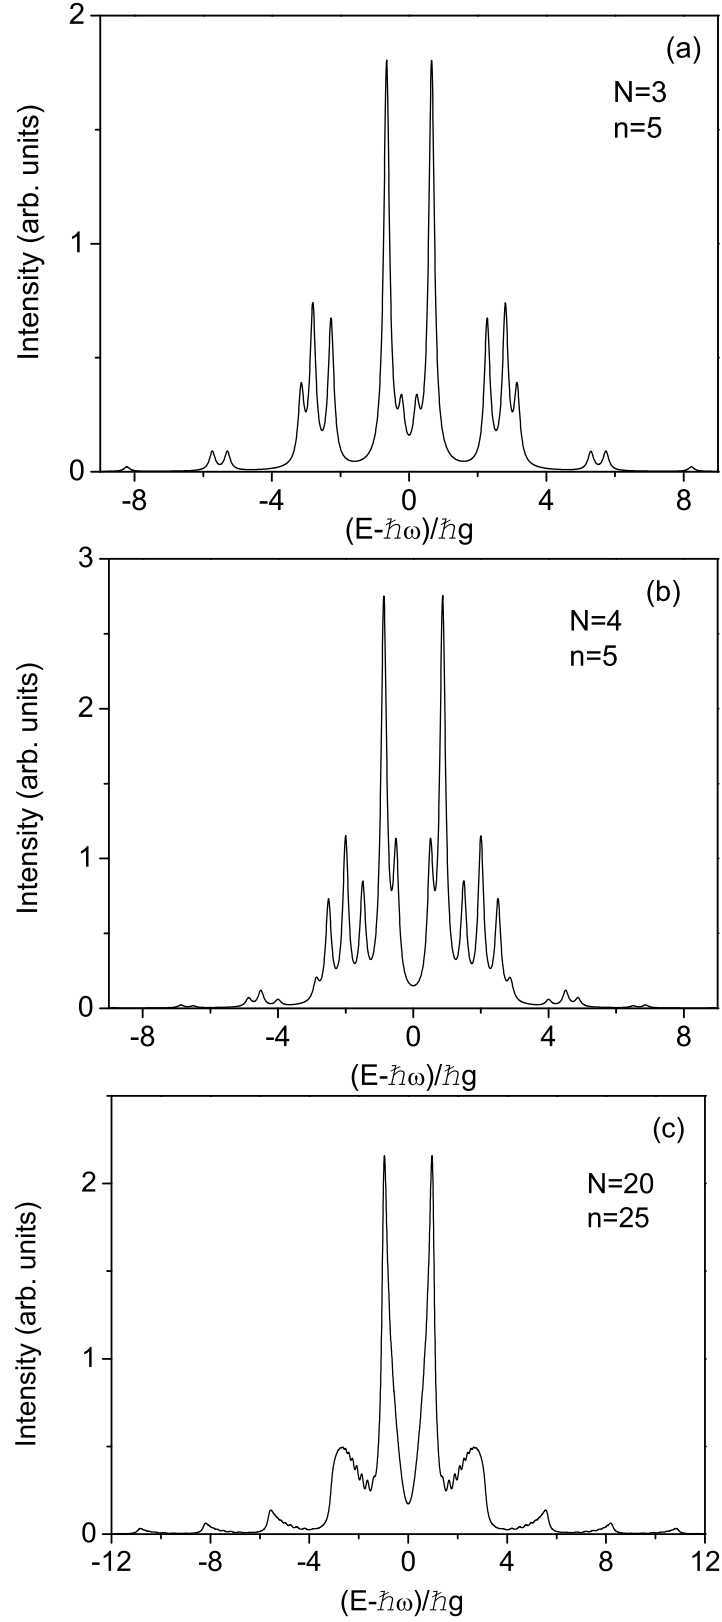 2
(a)
N=3
n=5
1
Intensity (arb. units)
0
-8 -4 0 4 8
(E-ℏω)/ℏg
3
(b)
N=4
n=5
2
Intensity (arb. units)
1
0
-8 -4 0 4 8
(E-ℏω)/ℏg
(c)
2
N=20
n=25
Intensity (arb. units)
1
0
-12 -8 -4 0 4 8 12
(E-ℏω)/ℏg